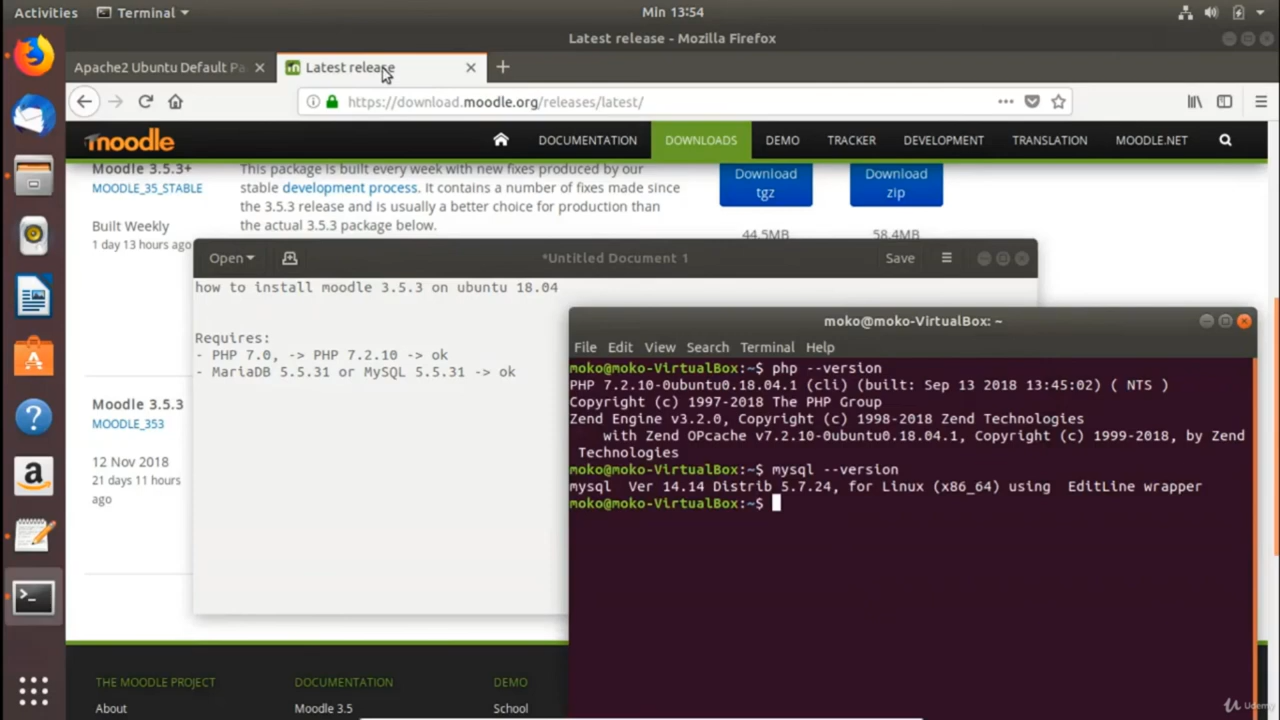 Activities
Terminal
Min 13:54
Latest release - Mozilla Firefox
Apache2 Ubuntu Default Pa
Latest release
https://download.moodle.org/releases/latest/
moodle
DOCUMENTATION
DOWNLOADS
DEMO
TRACKER
DEVELOPMENT
TRANSLATION
MOODLE.NET
Moodle 3.5.3+
MOODLE_35_STABLE
Built Weekly
1 day 13 hours ago
This package is built every week with new fixes produced by our
stable development process. It contains a number of fixes made since
the 3.5.3 release and is usually a better choice for production than
the actual 3.5.3 package below.
Download
tgz
44.5MB
Download
zip
58.4MB
Moodle 3.5.3
MOODLE_353
12 Nov 2018
21 days 11 hours
ago
Open
*Untitled Document 1
Save
how to install moodle 3.5.3 on ubuntu 18.04
Requires:
- PHP 7.0, -> PHP 7.2.10 -> ok
- MariaDB 5.5.31 or MySQL 5.5.31 -> ok
moko@moko-VirtualBox: ~
File Edit View Search Terminal Help
moko@moko-VirtualBox:~$ php --version
PHP 7.2.10-0ubuntu0.18.04.1 (cli) (built: Sep 13 2018 13:45:02) ( NTS )
Copyright (c) 1997-2018 The PHP Group
Zend Engine v3.2.0, Copyright (c) 1998-2018 Zend Technologies
with Zend OPcache v7.2.10-0ubuntu0.18.04.1, Copyright (c) 1999-2018, by Zend
Technologies
moko@moko-VirtualBox:~$ mysql --version
mysql Ver 14.14 Distrib 5.7.24, for Linux (x86_64) using EditLine wrapper
moko@moko-VirtualBox:~$
THE MOODLE PROJECT
About
DOCUMENTATION
Moodle 3.5
DEMO
School
Udemy